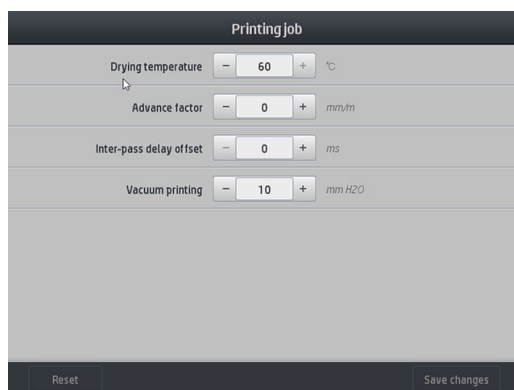 Printing job
Drying temperature − 60 + °C
Advance factor − 0 + mm/m
Inter-pass delay offset − 0 + ms
Vacuum printing − 10 + mm H2O
Reset Save changes